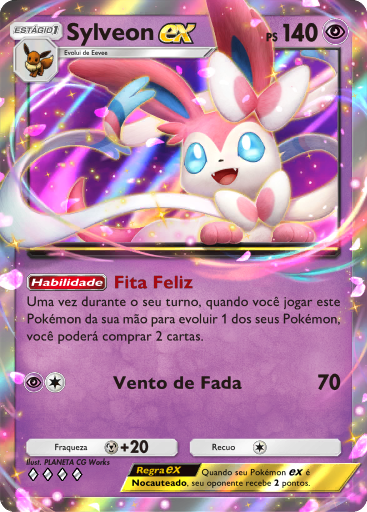 ESTÁGIO 1
Sylveon ex
PS 140
Evolui de Eevee
Habilidade Fita Feliz
Uma vez durante o seu turno, quando você jogar este
Pokémon da sua mão para evoluir 1 dos seus Pokémon,
você poderá comprar 2 cartas.
Vento de Fada 70
Fraqueza +20 Recuo
Ilust. PLANETA CG Works
Regra ex Quando seu Pokémon ex é
Nocauteado, seu oponente recebe 2 pontos.